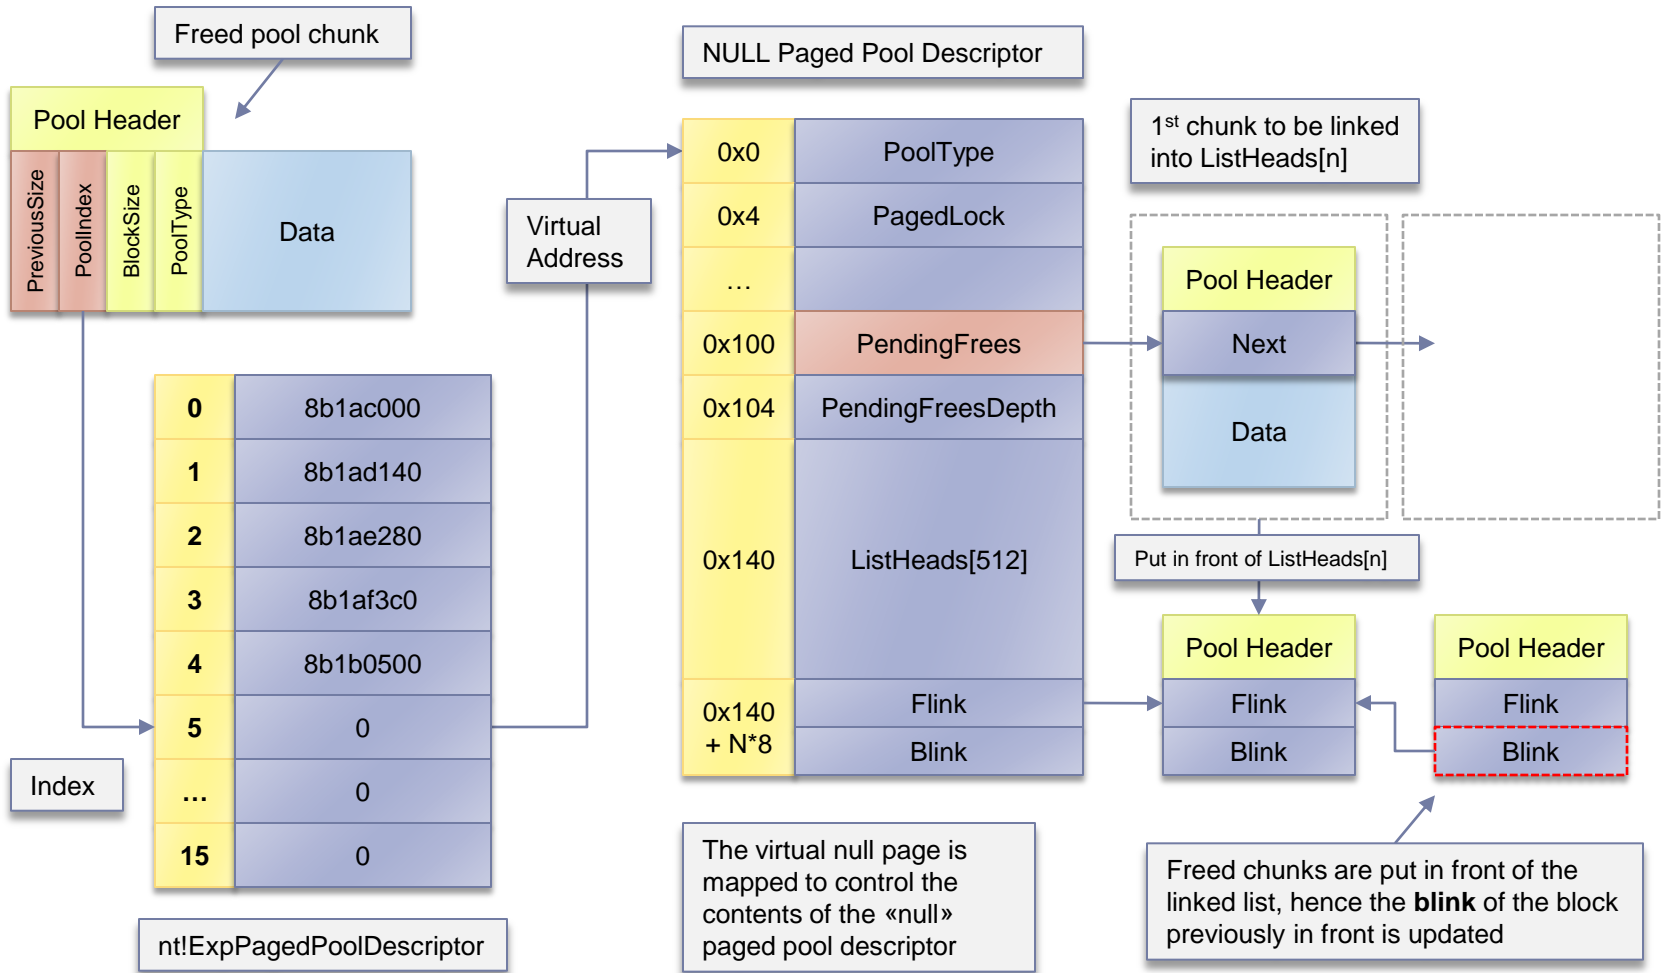 Freed pool chunk
NULL Paged Pool Descriptor
Pool Header
PreviousSize
PoolIndex
BlockSize
PoolType
Data
Index
0 8b1ac000
1 8b1ad140
2 8b1ae280
3 8b1af3c0
4 8b1b0500
5 0
... 0
15 0
nt!ExpPagedPoolDescriptor
Virtual
Address
0x0 PoolType
0x4 PagedLock
…
0x100 PendingFrees
0x104 PendingFreesDepth
0x140 ListHeads[512]
0x140
+ N*8
Flink
Blink
The virtual null page is
mapped to control the
contents of the «null»
paged pool descriptor
1st chunk to be linked
into ListHeads[n]
Pool Header
Next
Data
Put in front of ListHeads[n]
Pool Header
Flink
Blink
Pool Header
Flink
Blink
Freed chunks are put in front of the
linked list, hence the blink of the block
previously in front is updated